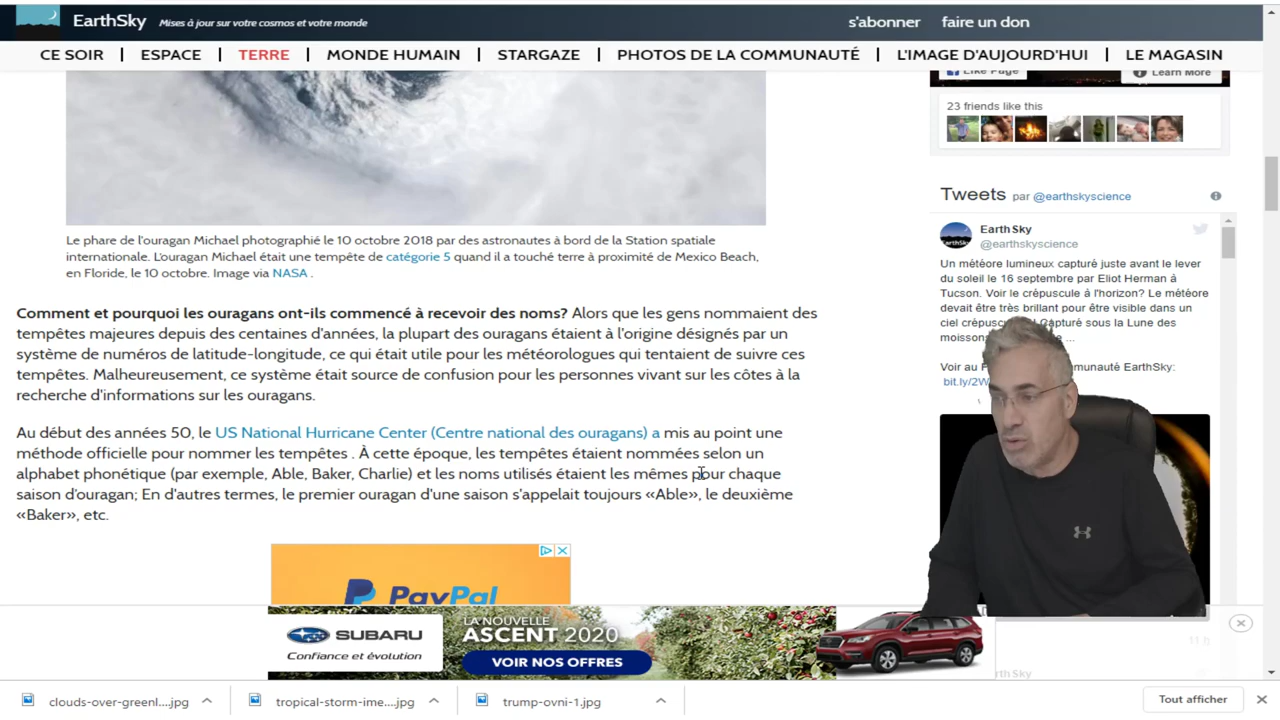 EarthSky Mises à jour sur votre cosmos et votre monde
s'abonner faire un don
CE SOIR | ESPACE | TERRE | MONDE HUMAIN | STARGAZE | PHOTOS DE LA COMMUNAUTÉ | L'IMAGE D'AUJOURD'HUI | LE MAGASIN
Like Page Learn More
23 friends like this
Le phare de l'ouragan Michael photographié le 10 octobre 2018 par des astronautes à bord de la Station spatiale
internationale. L'ouragan Michael était une tempête de catégorie 5 quand il a touché terre à proximité de Mexico Beach,
en Floride, le 10 octobre. Image via NASA .
Comment et pourquoi les ouragans ont-ils commencé à recevoir des noms? Alors que les gens nommaient des
tempêtes majeures depuis des centaines d'années, la plupart des ouragans étaient à l'origine désignés par un
système de numéros de latitude-longitude, ce qui était utile pour les météorologues qui tentaient de suivre ces
tempêtes. Malheureusement, ce système était source de confusion pour les personnes vivant sur les côtes à la
recherche d'informations sur les ouragans.
Au début des années 50, le US National Hurricane Center (Centre national des ouragans) a mis au point une
méthode officielle pour nommer les tempêtes . À cette époque, les tempêtes étaient nommées selon un
alphabet phonétique (par exemple, Able, Baker, Charlie) et les noms utilisés étaient les mêmes pour chaque
saison d'ouragan; En d'autres termes, le premier ouragan d'une saison s'appelait toujours «Able», le deuxième
«Baker», etc.
Tweets par @earthskyscience
EarthSky
@earthskyscience
Un météore lumineux capturé juste avant le lever
du soleil le 16 septembre par Eliot Herman à
Tucson. Voir le crépuscule à l'horizon? Le météore
devait être très brillant pour être visible dans un
ciel Capturé sous la Lune des
...
Voir au EarthSky:
PayPal
SUBARU
Confiance et évolution
LA NOUVELLE
ASCENT 2020
VOIR NOS OFFRES
11 h
clouds-over-greenl....jpg
tropical-storm-ime....jpg
trump-ovni-1.jpg
Tout afficher